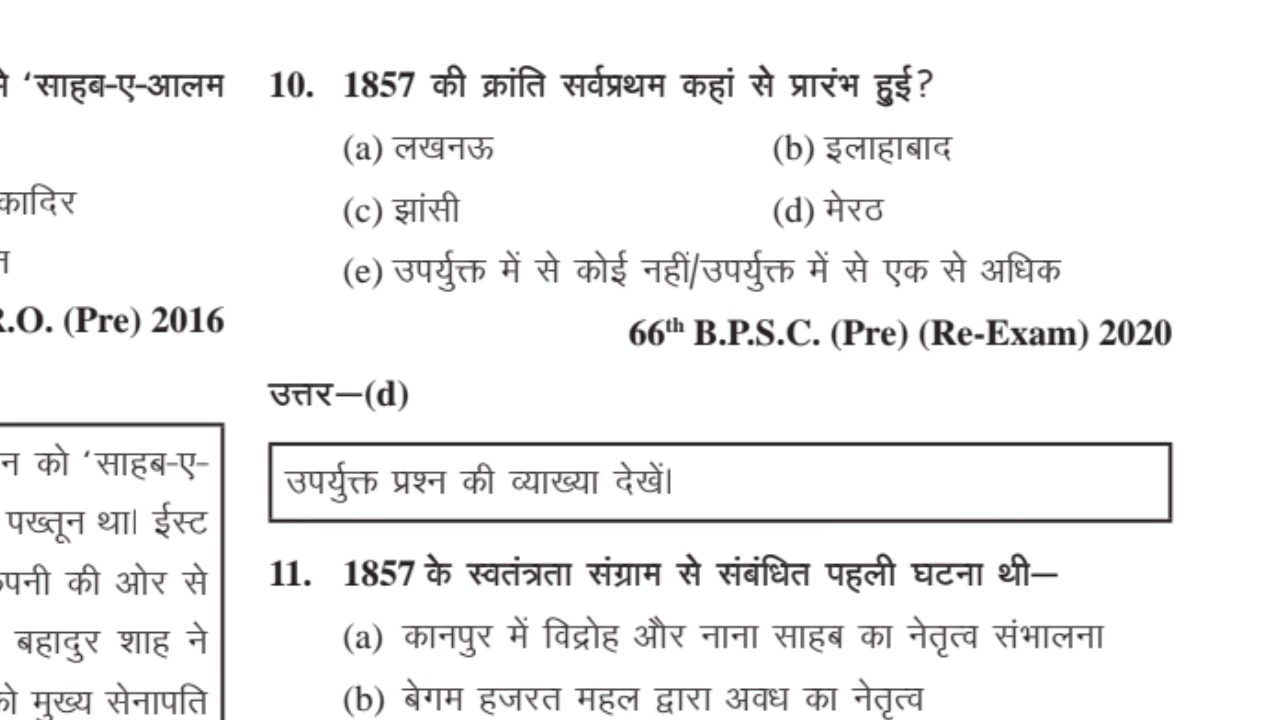 'साहब-ए-आलम
कादिर
(Pre) 2016
न को 'साहब-ए-
पख्तून था। ईस्ट
की ओर से
बहादुर शाह ने
मुख्य सेनापति
10. 1857 की क्रांति सर्वप्रथम कहां से प्रारंभ हुई?
(a) लखनऊ (b) इलाहाबाद
(c) झांसी (d) मेरठ
(e) उपर्युक्त में से कोई नहीं/उपर्युक्त में से एक से अधिक
66th B.P.S.C. (Pre) (Re-Exam) 2020
उत्तर—(d)
उपर्युक्त प्रश्न की व्याख्या देखें।
11. 1857 के स्वतंत्रता संग्राम से संबंधित पहली घटना थी—
(a) कानपुर में विद्रोह और नाना साहब का नेतृत्व संभालना
(b) बेगम हजरत महल द्वारा अवध का नेतृत्व